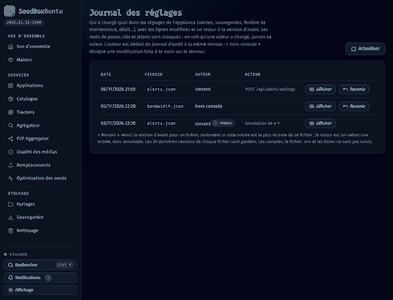 SeedBoxBuntu
VUE D'ENSEMBLE
Vue d'ensemble
Maison
SERVICES
Applications
Catalogue
Trackers
Agrégateur
P2P Aggregator
Qualité des médias
Remplacements
Optimisation des seeds
STOCKAGE
Partages
Sauvegardes
Nettoyage
vincent
Rechercher
Notifications
Affichage
Journal des réglages
Qui a changé quoi dans les réglages de l'application (alertes, sauvegardes, fenêtre de
maintenance, débit…), avec les lignes modifiées et un retour à la version d'avant.
Les mots de passe, clés et jetons sont masqués : on voit qu'une valeur a changé, jamais sa
valeur. L'auteur est déduit du journal d'audit à la même minute ; « hors console »
désigne une modification faite à la main sur le serveur.
Actualiser
DATE FICHIER AUTEUR ACTION
06/11/2026 21:50 alerts.json vincent POST /api/alerts/settings Afficher Revenir
05/11/2026 22:28 bandwidth.json hors console Afficher Revenir
05/11/2026 22:26 alerts.json vincent retour Annulation de Afficher
« Revenir » remet la version d'avant pour un fichier, seulement si cette entrée est la plus récente de ce fichier ; le retour est lui-même une
entrée, donc annulable. Les 20 dernières versions de chaque fichier sont gardées. Les comptes, le fichier .env et les bases ne sont pas suivis.